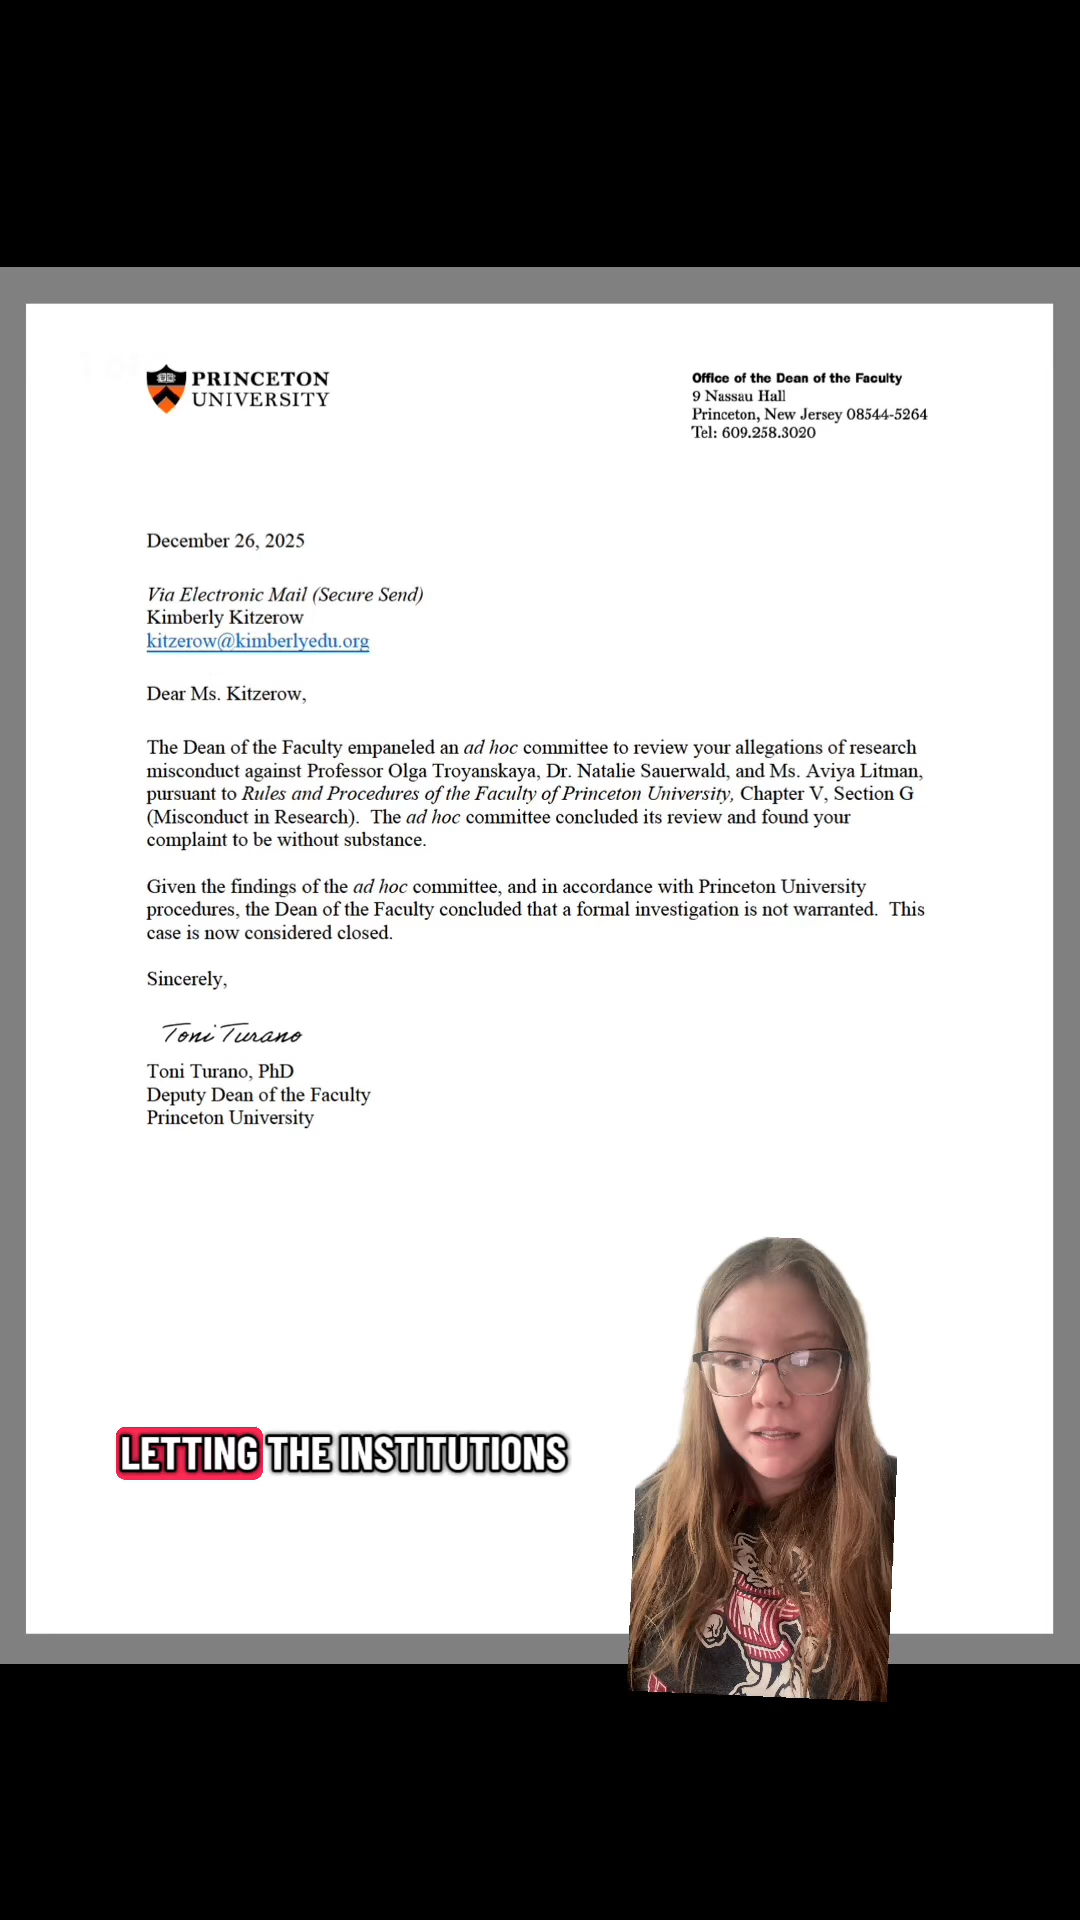 PRINCETON
UNIVERSITY
Office of the Dean of the Faculty
9 Nassau Hall
Princeton, New Jersey 08544-5264
Tel: 609.258.3020
December 26, 2025
Via Electronic Mail (Secure Send)
Kimberly Kitzerow
kitzerow@kimberlyedu.org
Dear Ms. Kitzerow,
The Dean of the Faculty empaneled an ad hoc committee to review your allegations of research
misconduct against Professor Olga Troyanskaya, Dr. Natalie Sauerwald, and Ms. Aviya Litman,
pursuant to Rules and Procedures of the Faculty of Princeton University, Chapter V, Section G
(Misconduct in Research).  The ad hoc committee concluded its review and found your
complaint to be without substance.
Given the findings of the ad hoc committee, and in accordance with Princeton University
procedures, the Dean of the Faculty concluded that a formal investigation is not warranted.  This
case is now considered closed.
Sincerely,
Toni Turano
Toni Turano, PhD
Deputy Dean of the Faculty
Princeton University
LETTING THE INSTITUTIONS
W